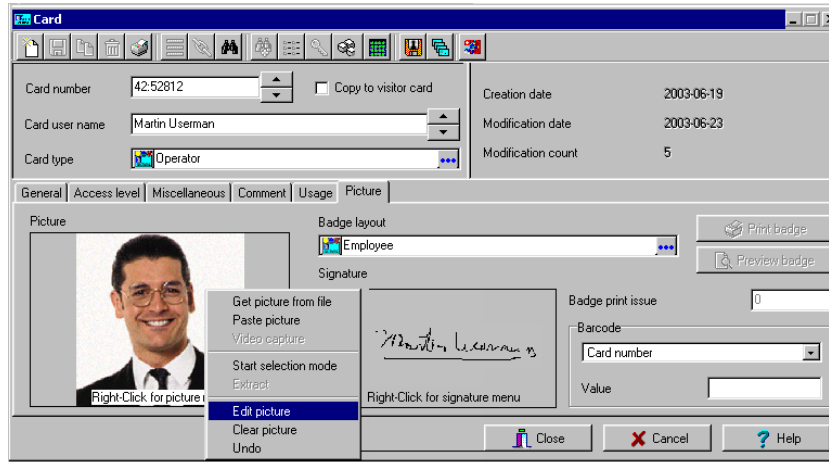 Card
Card number 42:52812 Copy to visitor card
Card user name Martin Userman
Card type Operator
Creation date 2003-06-19
Modification date 2003-06-23
Modification count 5
General Access level Miscellaneous Comment Usage Picture
Picture
Badge layout
Employee
Print badge
Preview badge
Signature
Get picture from file
Paste picture
Video capture
Start selection mode
Extract
Edit picture
Clear picture
Undo
Right-Click for picture
Martin Userman
Right-Click for signature menu
Badge print issue 0
Barcode
Card number
Value
Close Cancel Help